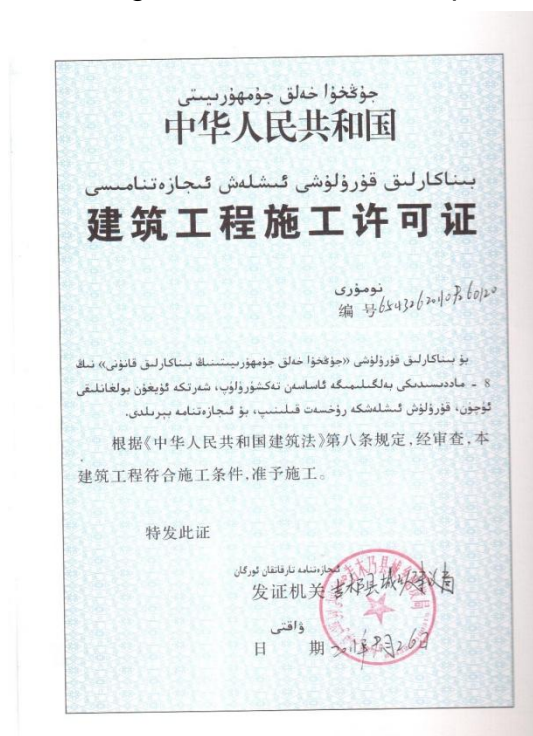 جۇڭخۇا خەلق جۇمھۇرىيىتى
中华人民共和国
بىناكارلىق قۇرۇلۇشى ئىشلەش ئىجازەتنامىسى
建筑工程施工许可证
نومۇرى
编号
بۇ بىناكارلىق قۇرۇلۇشى «جۇڭخۇا خەلق جۇمھۇرىيىتىنىڭ بىناكارلىق قانۇنى» نىڭ
8 - ماددىسىدىكى بەلگىلىمىگە ئاساسەن تەكشۈرۈلۈپ، شەرتكە ئۇيغۇن بولغانلىقى
ئۈچۈن، قۇرۇلۇش ئىشلەشكە رۇخسەت قىلىنىپ، بۇ ئىجازەتنامە بېرىلدى.
根据《中华人民共和国建筑法》第八条规定,经审查,本
建筑工程符合施工条件,准予施工。
特发此证
ئىجازەتنامە تارقاتقان ئورگان
发证机关
ۋاقتى
日 期 8月26日